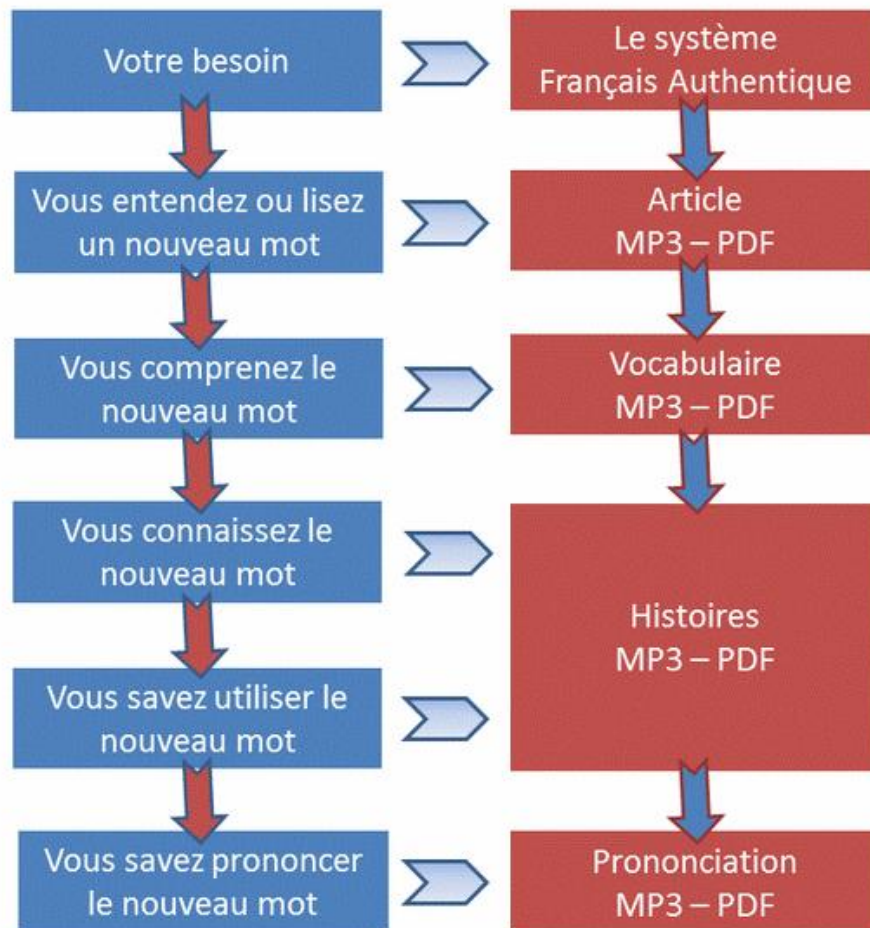 Votre besoin
Le système
Français Authentique
Vous entendez ou lisez
un nouveau mot
Article
MP3 – PDF
Vous comprenez le
nouveau mot
Vocabulaire
MP3 – PDF
Vous connaissez le
nouveau mot
Histoires
MP3 – PDF
Vous savez utiliser le
nouveau mot
Vous savez prononcer
le nouveau mot
Prononciation
MP3 – PDF